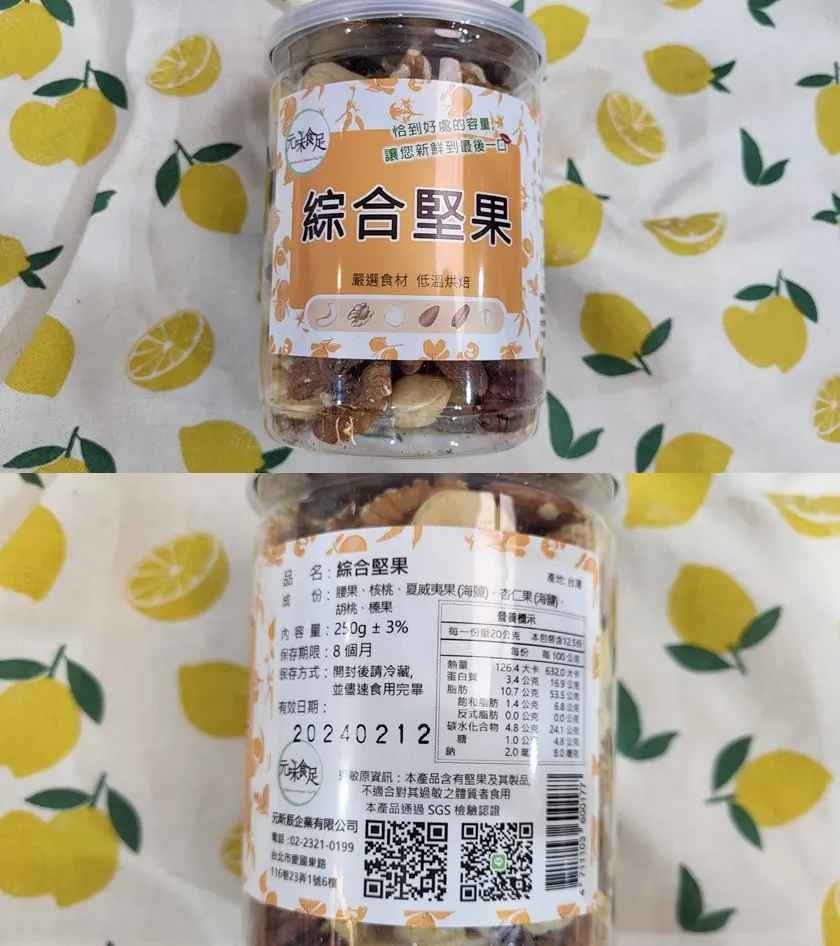 元味食足
恰到好處的容量!
讓您新鮮到最後一口
綜合堅果
嚴選食材 低溫烘焙
品 名：綜合堅果
產地: 台灣
成 份：腰果、核桃、夏威夷果(海鹽)、杏仁果(海鹽)、
胡桃、榛果
內 容 量：250g ± 3%
保存期限：8 個月
保存方式：開封後請冷藏,
並儘速食用完畢
有效日期：
20240212
營養標示
每一份量20公克 本包裝含12.5份
每份 每 100 公克
熱量 126.4 大卡 632.0 大卡
蛋白質 3.4 公克 16.9 公克
脂肪 10.7 公克 53.5 公克
飽和脂肪 1.4 公克 6.8 公克
反式脂肪 0.0 公克 0.0 公克
碳水化合物 4.8 公克 24.1 公克
糖 1.0 公克 4.8 公克
鈉 2.0 毫 8.0 毫克
元味食足
過敏原資訊：本產品含有堅果及其製品,
不適合對其過敏之體質者食用
本產品通過 SGS 檢驗認證
元新辰企業有限公司
電話:02-2321-0199
台北市愛國東路
116巷23弄1號6樓
4 711103 600177